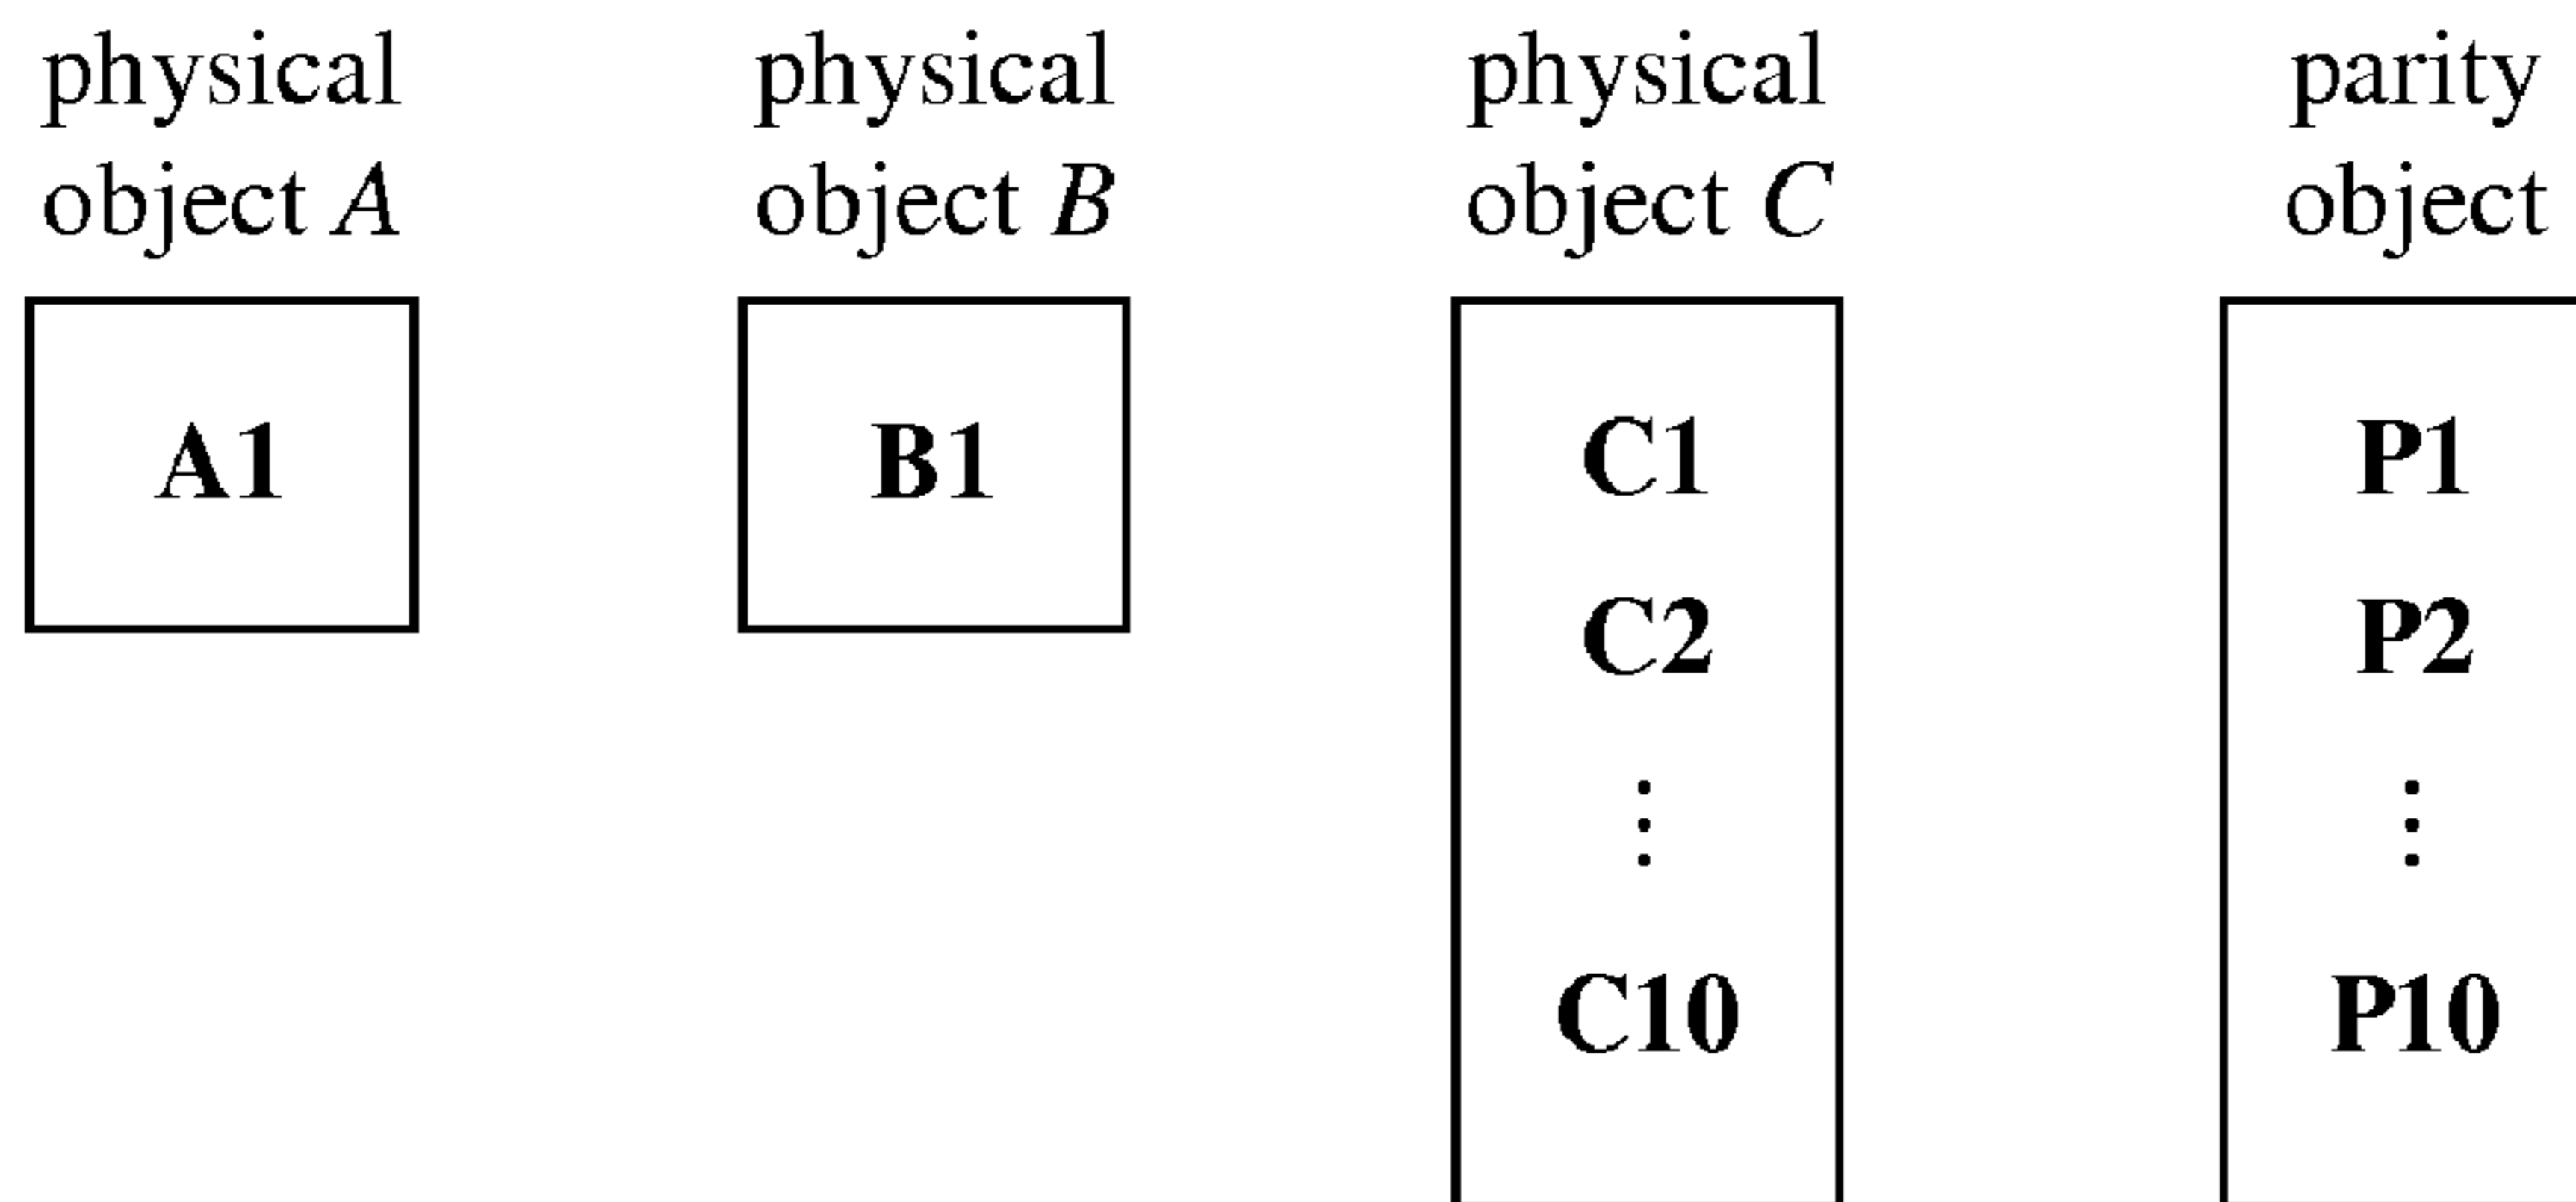 physical
object A
physical
object B
physical
object C
parity
object
A1
B1
C1
P1
C2
P2
⋮
⋮
C10
P10